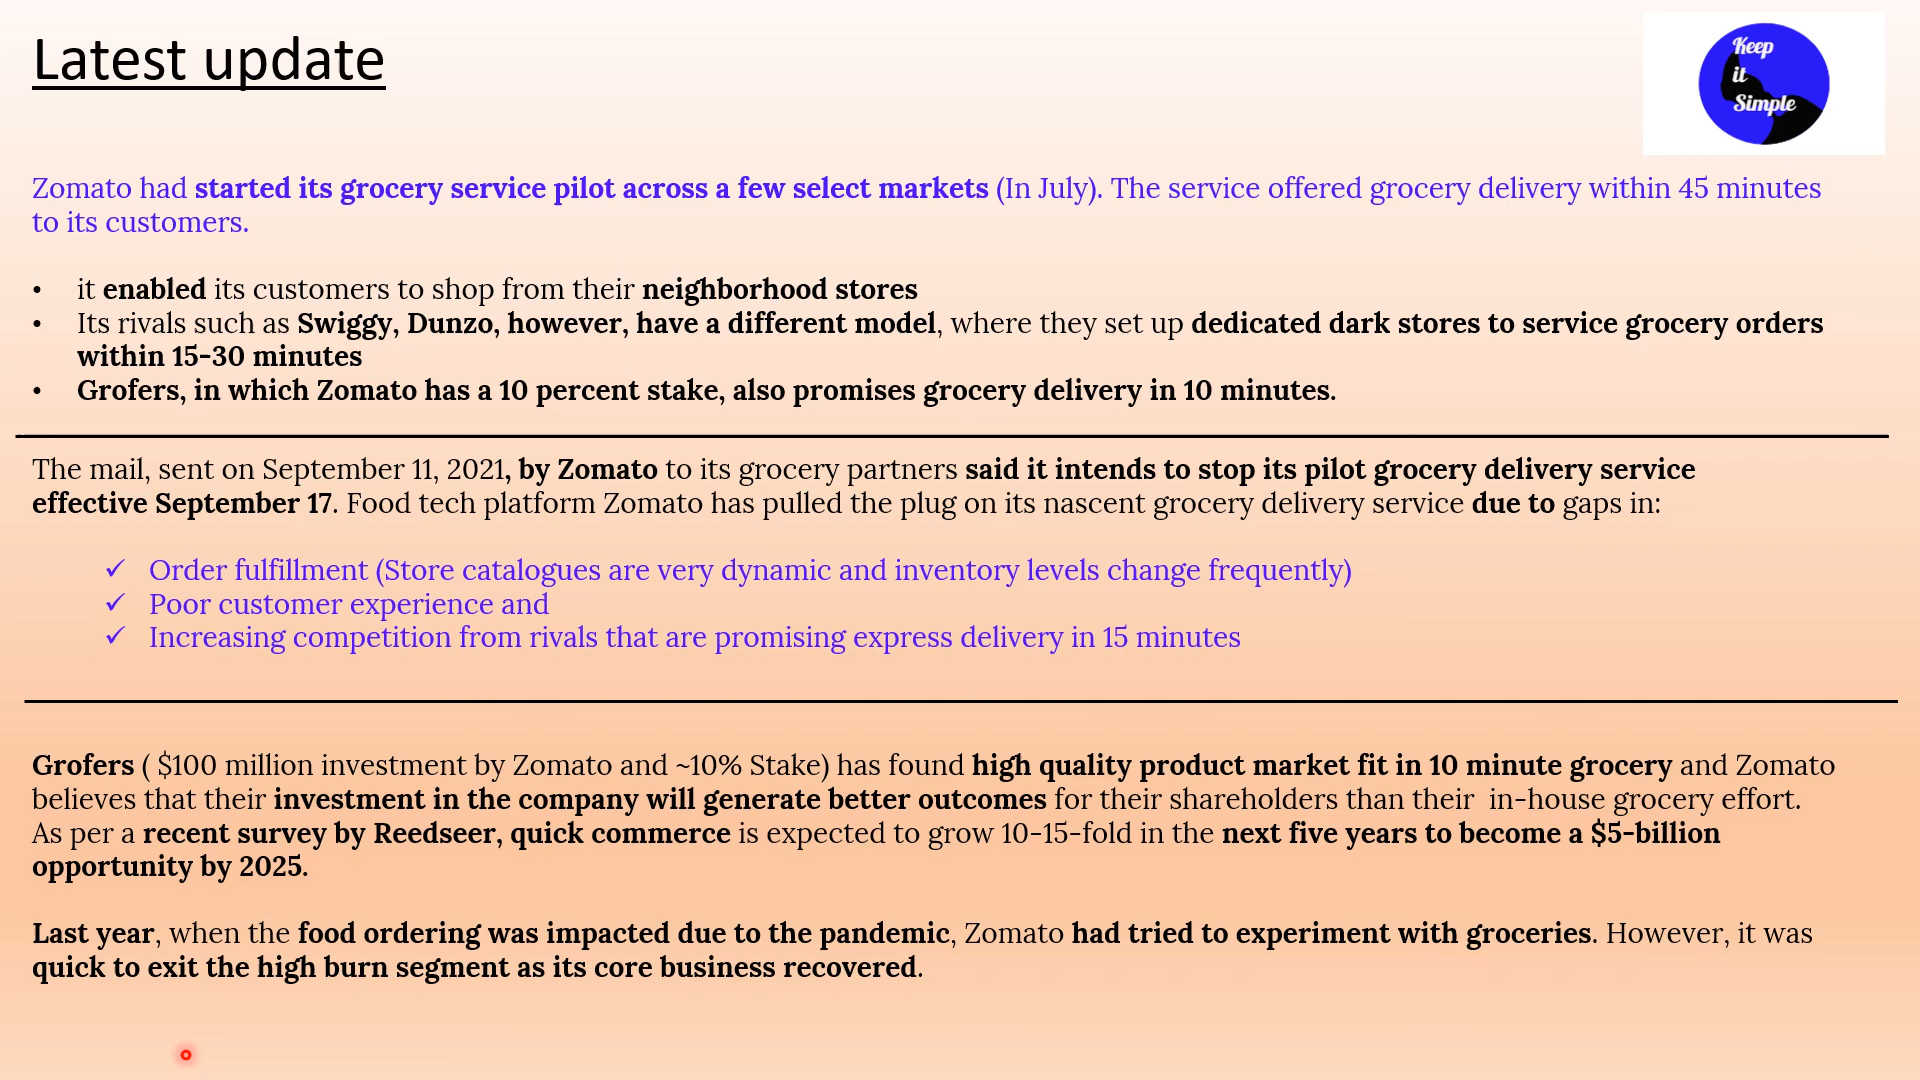 Latest update
Keep
it
Simple
Zomato had started its grocery service pilot across a few select markets (In July). The service offered grocery delivery within 45 minutes
to its customers.
• it enabled its customers to shop from their neighborhood stores
• Its rivals such as Swiggy, Dunzo, however, have a different model, where they set up dedicated dark stores to service grocery orders
within 15-30 minutes
• Grofers, in which Zomato has a 10 percent stake, also promises grocery delivery in 10 minutes.
The mail, sent on September 11, 2021, by Zomato to its grocery partners said it intends to stop its pilot grocery delivery service
effective September 17. Food tech platform Zomato has pulled the plug on its nascent grocery delivery service due to gaps in:
✓ Order fulfillment (Store catalogues are very dynamic and inventory levels change frequently)
✓ Poor customer experience and
✓ Increasing competition from rivals that are promising express delivery in 15 minutes
Grofers ( $100 million investment by Zomato and ~10% Stake) has found high quality product market fit in 10 minute grocery and Zomato
believes that their investment in the company will generate better outcomes for their shareholders than their in-house grocery effort.
As per a recent survey by Reedseer, quick commerce is expected to grow 10-15-fold in the next five years to become a $5-billion
opportunity by 2025.
Last year, when the food ordering was impacted due to the pandemic, Zomato had tried to experiment with groceries. However, it was
quick to exit the high burn segment as its core business recovered.